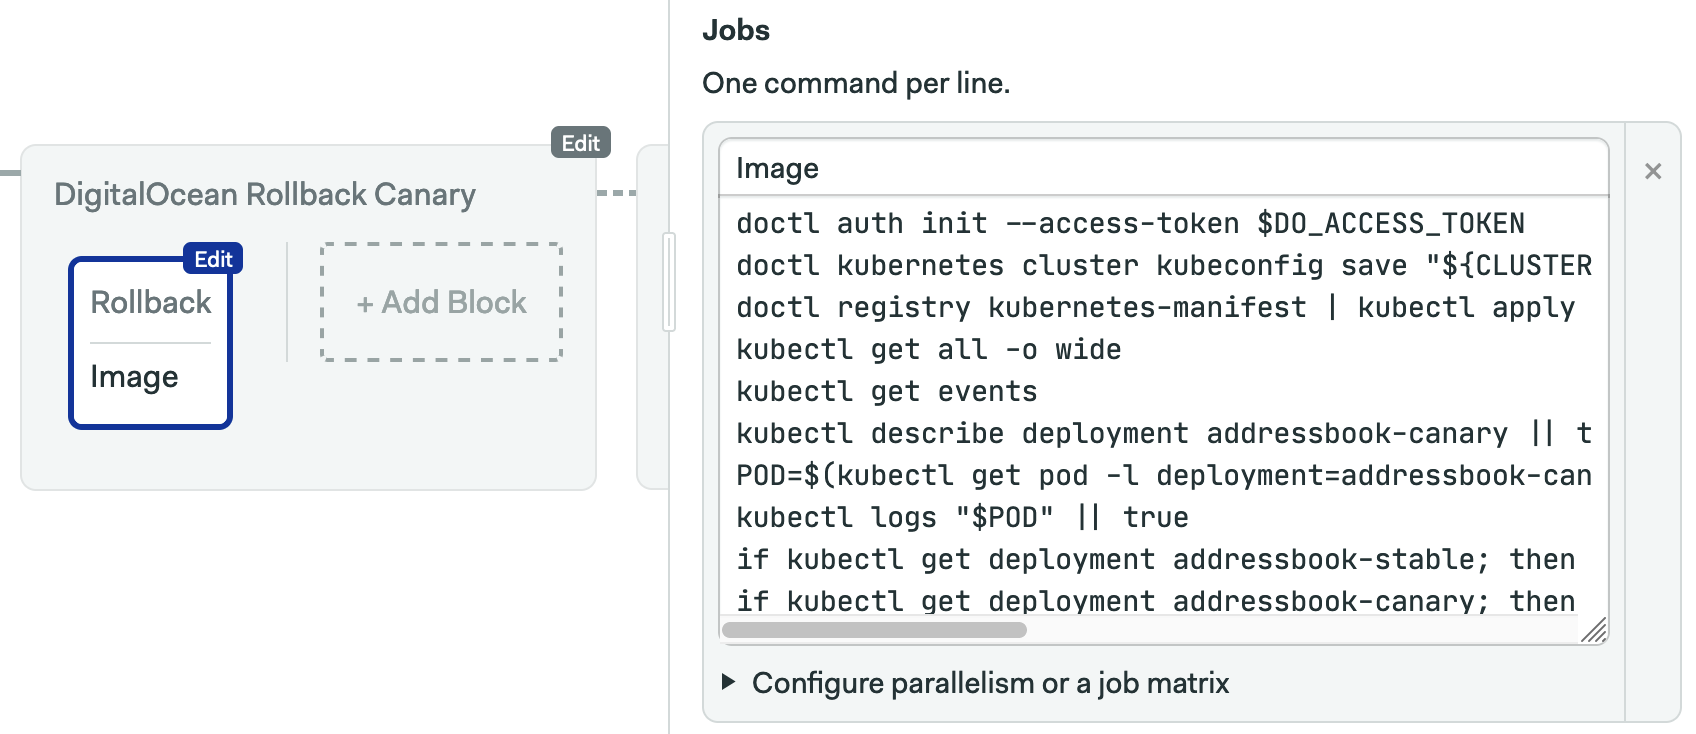 Edit
DigitalOcean Rollback Canary
Edit
Rollback
Image
+ Add Block
Jobs
One command per line.
Image
doctl auth init --access-token $DO_ACCESS_TOKEN
doctl kubernetes cluster kubeconfig save "${CLUSTER
doctl registry kubernetes-manifest | kubectl apply
kubectl get all -o wide
kubectl get events
kubectl describe deployment addressbook-canary || t
POD=$(kubectl get pod -l deployment=addressbook-can
kubectl logs "$POD" || true
if kubectl get deployment addressbook-stable; then
if kubectl get deployment addressbook-canary; then
Configure parallelism or a job matrix